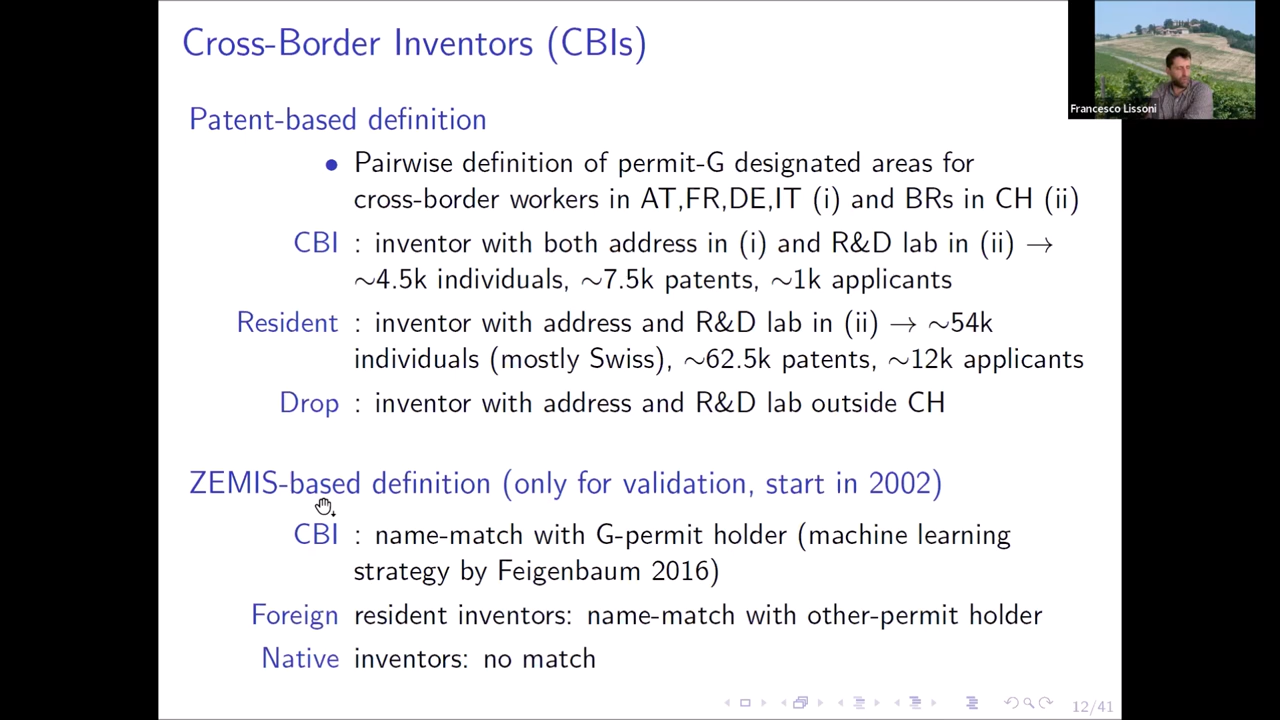 Cross-Border Inventors (CBIs)
Francesco Lissoni
Patent-based definition
• Pairwise definition of permit-G designated areas for
cross-border workers in AT,FR,DE,IT (i) and BRs in CH (ii)
CBI : inventor with both address in (i) and R&D lab in (ii) →
∼4.5k individuals, ∼7.5k patents, ∼1k applicants
Resident : inventor with address and R&D lab in (ii) → ∼54k
individuals (mostly Swiss), ∼62.5k patents, ∼12k applicants
Drop : inventor with address and R&D lab outside CH
ZEMIS-based definition (only for validation, start in 2002)
CBI : name-match with G-permit holder (machine learning
strategy by Feigenbaum 2016)
Foreign resident inventors: name-match with other-permit holder
Native inventors: no match
12/41